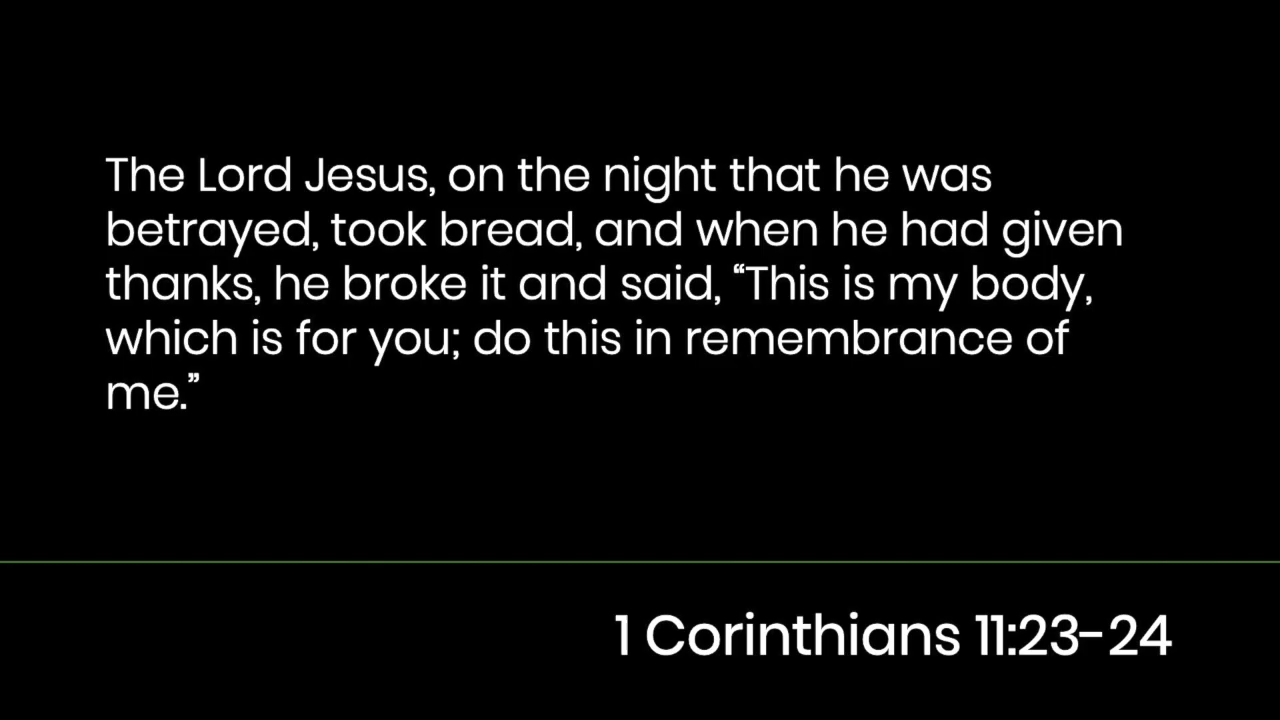 The Lord Jesus, on the night that he was
betrayed, took bread, and when he had given
thanks, he broke it and said, “This is my body,
which is for you; do this in remembrance of
me.”
1 Corinthians 11:23-24